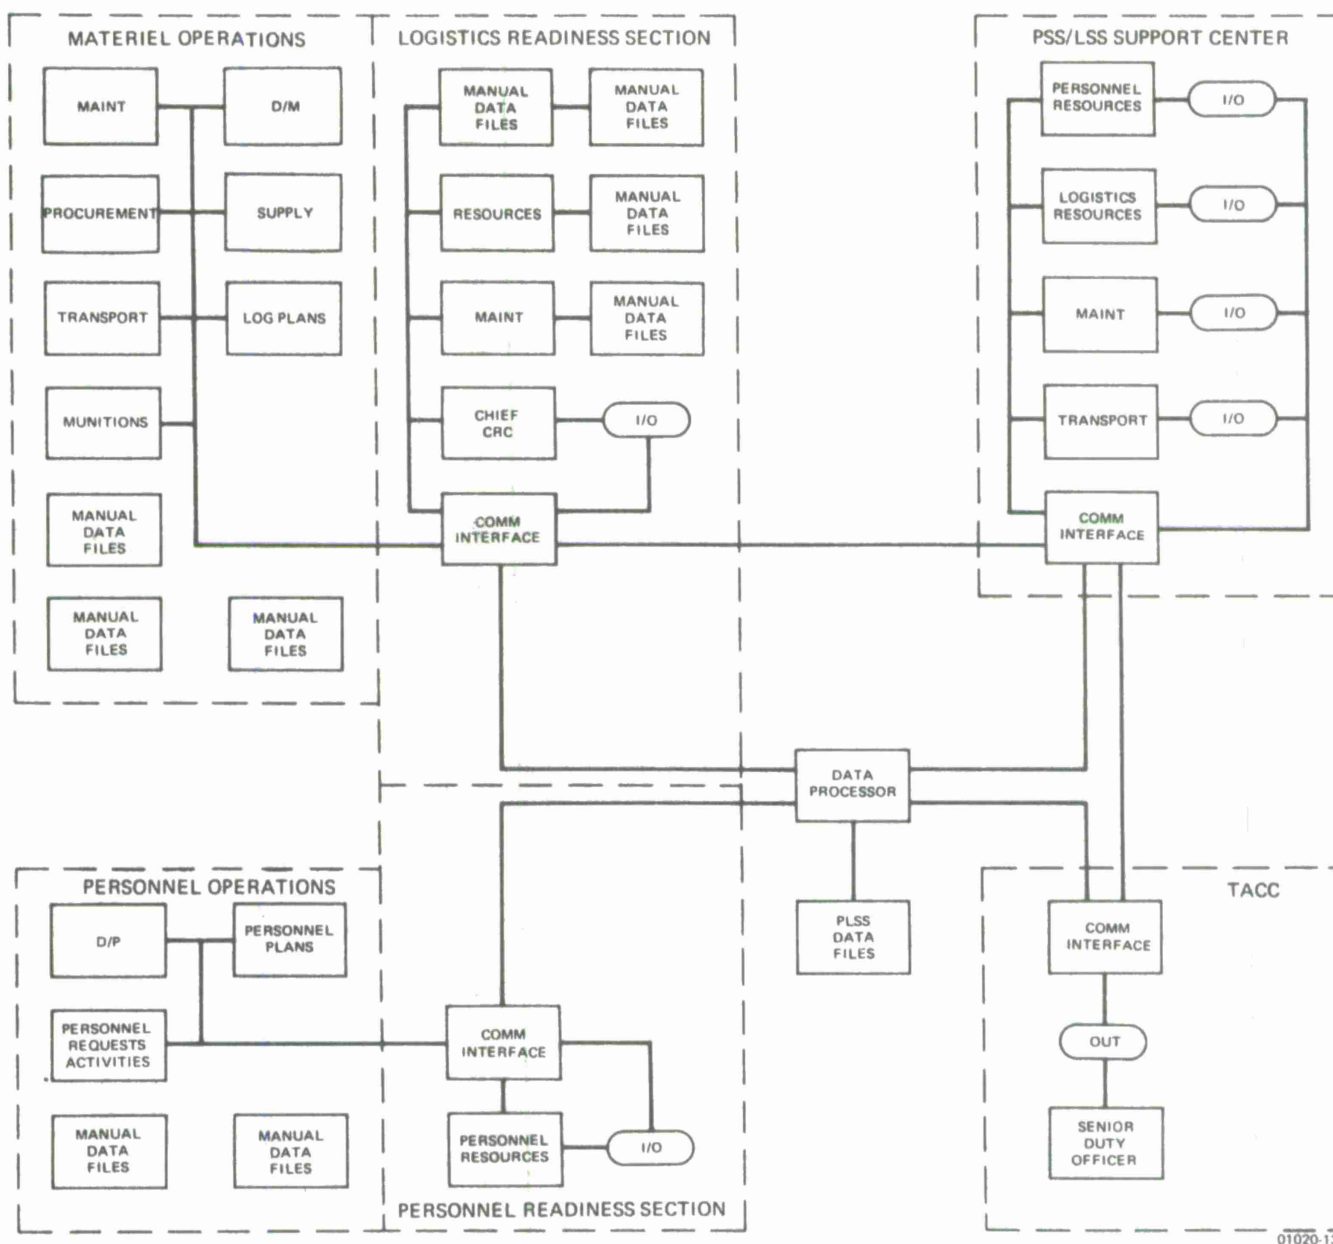 MATERIEL OPERATIONS
MAINT
D/M
PROCUREMENT
SUPPLY
TRANSPORT
LOG PLANS
MUNITIONS
MANUAL
DATA
FILES
MANUAL
DATA
FILES
MANUAL
DATA
FILES
LOGISTICS READINESS SECTION
MANUAL
DATA
FILES
MANUAL
DATA
FILES
RESOURCES
MANUAL
DATA
FILES
MAINT
MANUAL
DATA
FILES
CHIEF
CRC
I/O
COMM
INTERFACE
PSS/LSS SUPPORT CENTER
PERSONNEL
RESOURCES
I/O
LOGISTICS
RESOURCES
I/O
MAINT
I/O
TRANSPORT
I/O
COMM
INTERFACE
DATA
PROCESSOR
PLSS
DATA
FILES
PERSONNEL OPERATIONS
D/P
PERSONNEL
PLANS
PERSONNEL
REQUESTS
ACTIVITIES
MANUAL
DATA
FILES
MANUAL
DATA
FILES
COMM
INTERFACE
PERSONNEL
RESOURCES
I/O
PERSONNEL READINESS SECTION
TACC
COMM
INTERFACE
OUT
SENIOR
DUTY
OFFICER